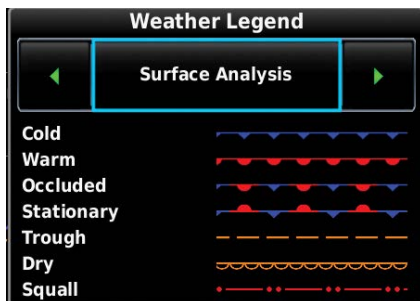 Weather Legend
Surface Analysis
Cold
Warm
Occluded
Stationary
Trough
Dry
Squall